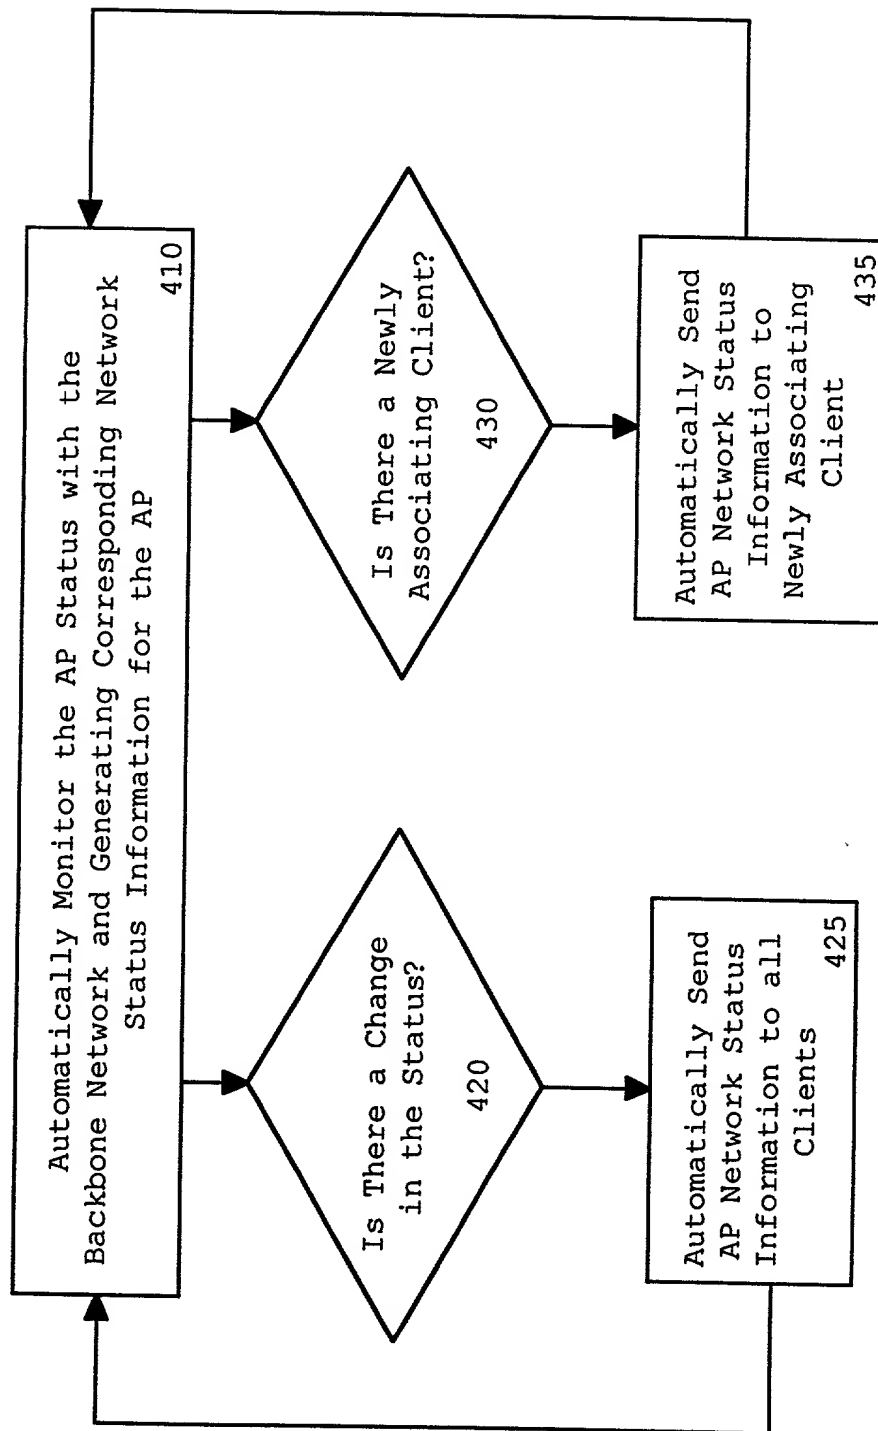 Automatically Monitor the AP Status with the
Backbone Network and Generating Corresponding Network
Status Information for the AP
410
Is There a Change
in the Status?
420
Automatically Send
AP Network Status
Information to all
Clients
425
Is There a Newly
Associating Client?
430
Automatically Send
AP Network Status
Information to
Newly Associating
Client
435